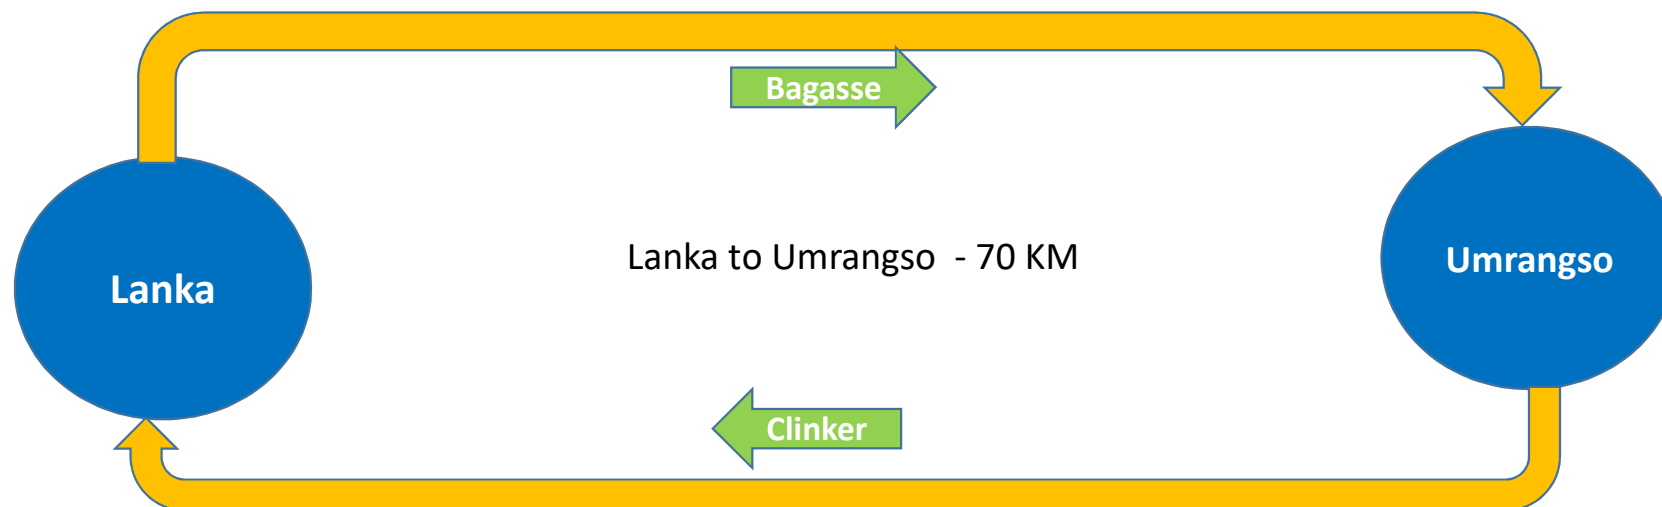 Bagasse
Lanka to Umrangso - 70 KM
Umrangso
Lanka
Clinker